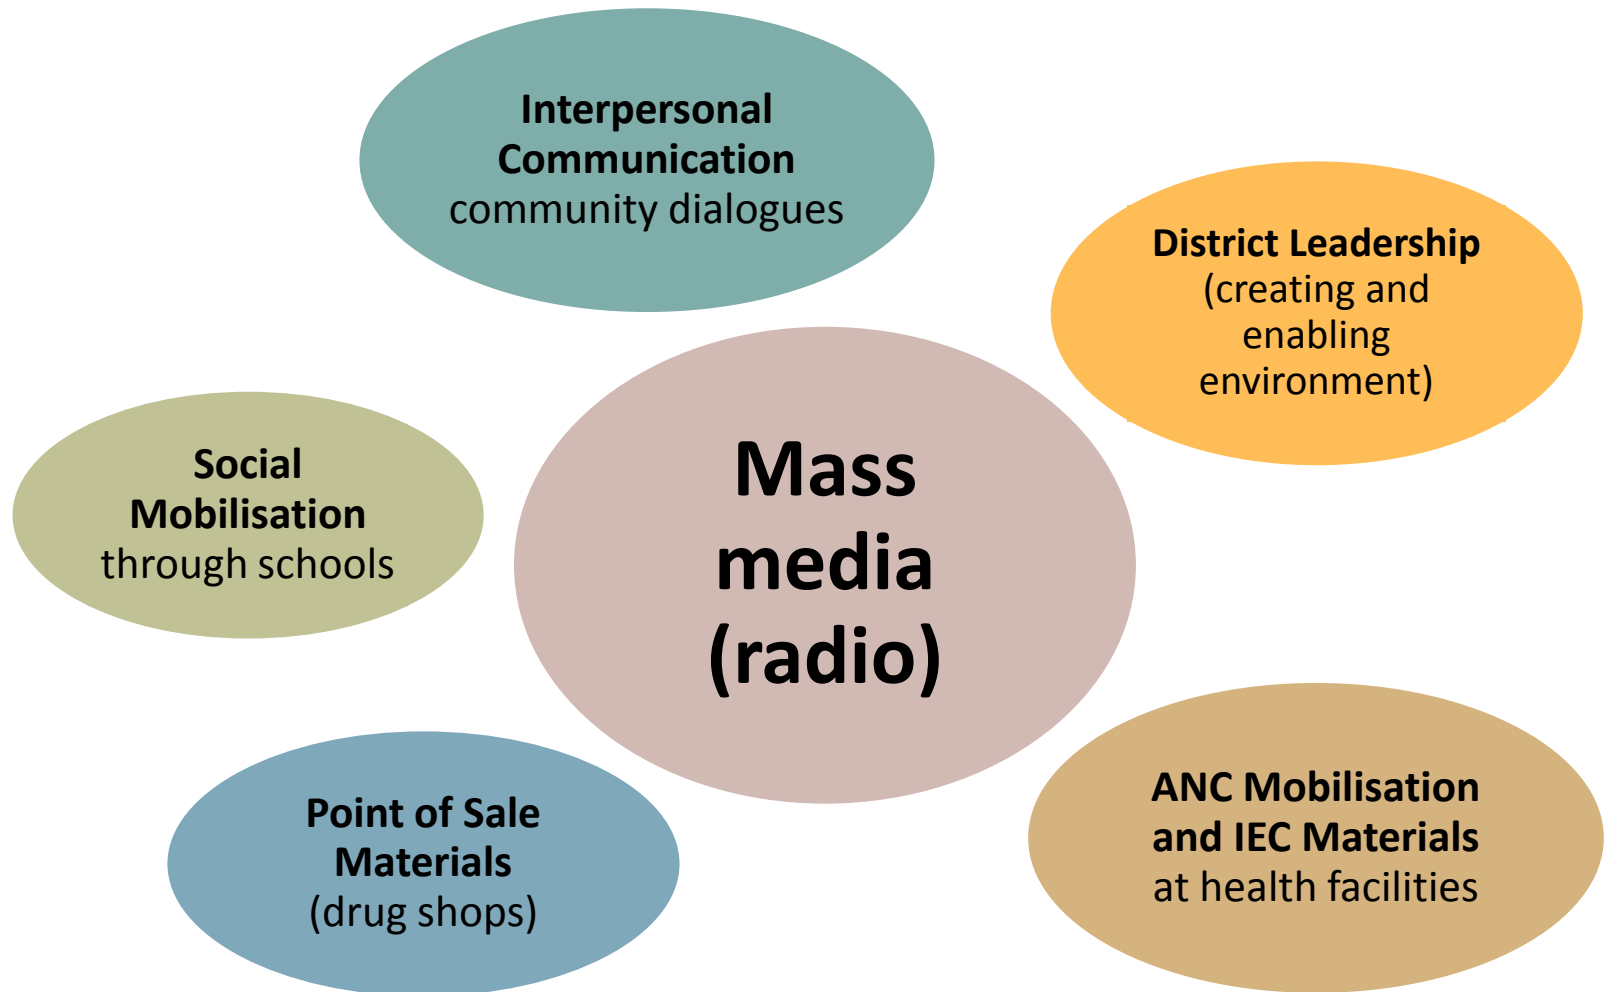 Interpersonal
Communication
community dialogues
District Leadership
(creating and
enabling
environment)
Social
Mobilisation
through schools
Mass
media
(radio)
Point of Sale
Materials
(drug shops)
ANC Mobilisation
and IEC Materials
at health facilities